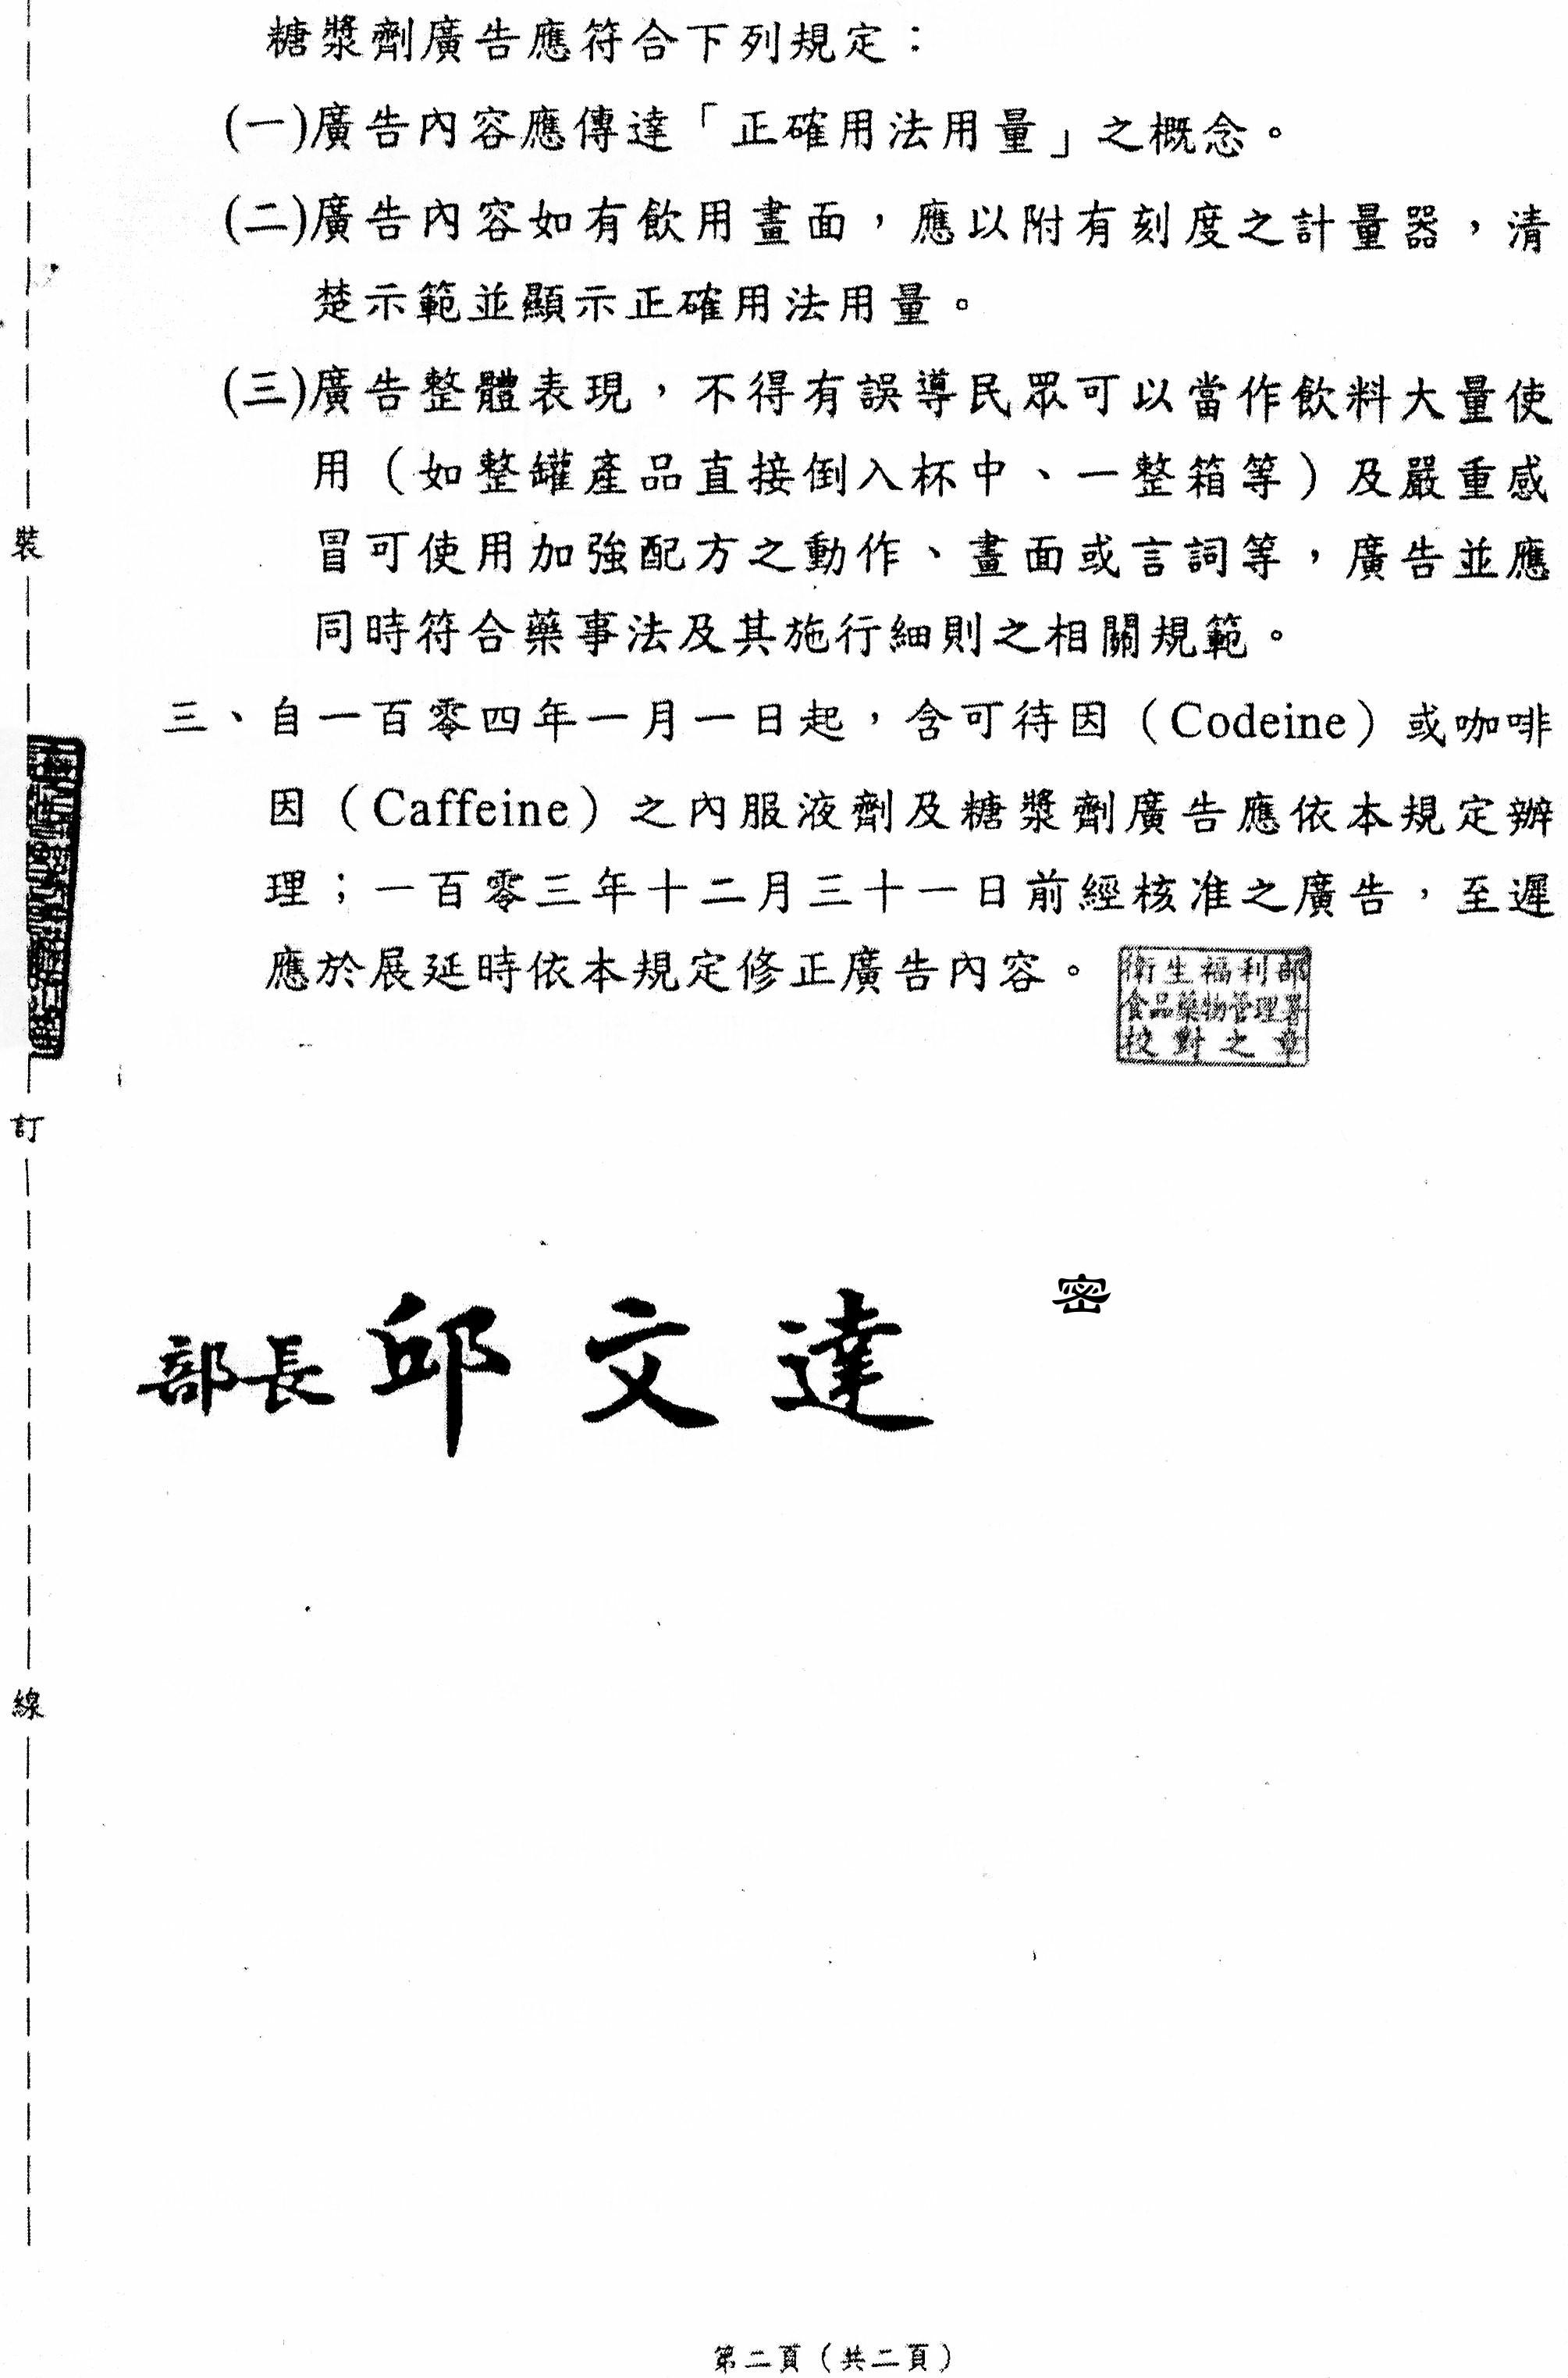 糖漿劑廣告應符合下列規定：
(一)廣告內容應傳達「正確用法用量」之概念。
(二)廣告內容如有飲用畫面，應以附有刻度之計量器，清
楚示範並顯示正確用法用量。
(三)廣告整體表現，不得有誤導民眾可以當作飲料大量使
用（如整罐產品直接倒入杯中、一整箱等）及嚴重感
冒可使用加強配方之動作、畫面或言詞等，廣告並應
同時符合藥事法及其施行細則之相關規範。
三、自一百零四年一月一日起，含可待因（Codeine）或咖啡
因（Caffeine）之內服液劑及糖漿劑廣告應依本規定辦
理；一百零三年十二月三十一日前經核准之廣告，至遲
應於展延時依本規定修正廣告內容。
衛生福利部
食品藥物管理署
校對之章
裝
訂
線
密
部長 邱文達
第二頁（共二頁）